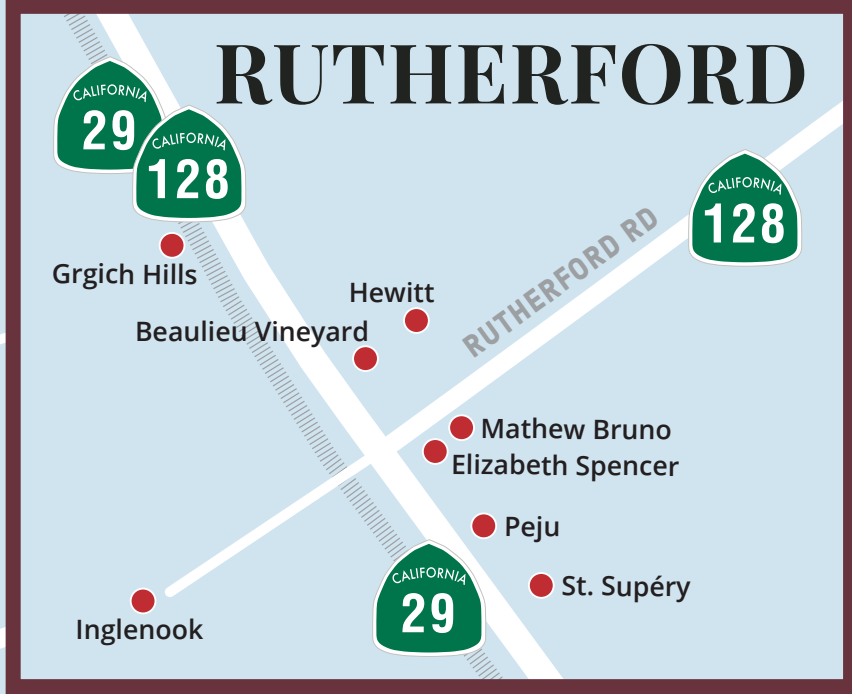 RUTHERFORD
CALIFORNIA
29
CALIFORNIA
128
CALIFORNIA
128
RUTHERFORD RD
Grgich Hills
Hewitt
Beaulieu Vineyard
Mathew Bruno
Elizabeth Spencer
Peju
CALIFORNIA
29
St. Supéry
Inglenook